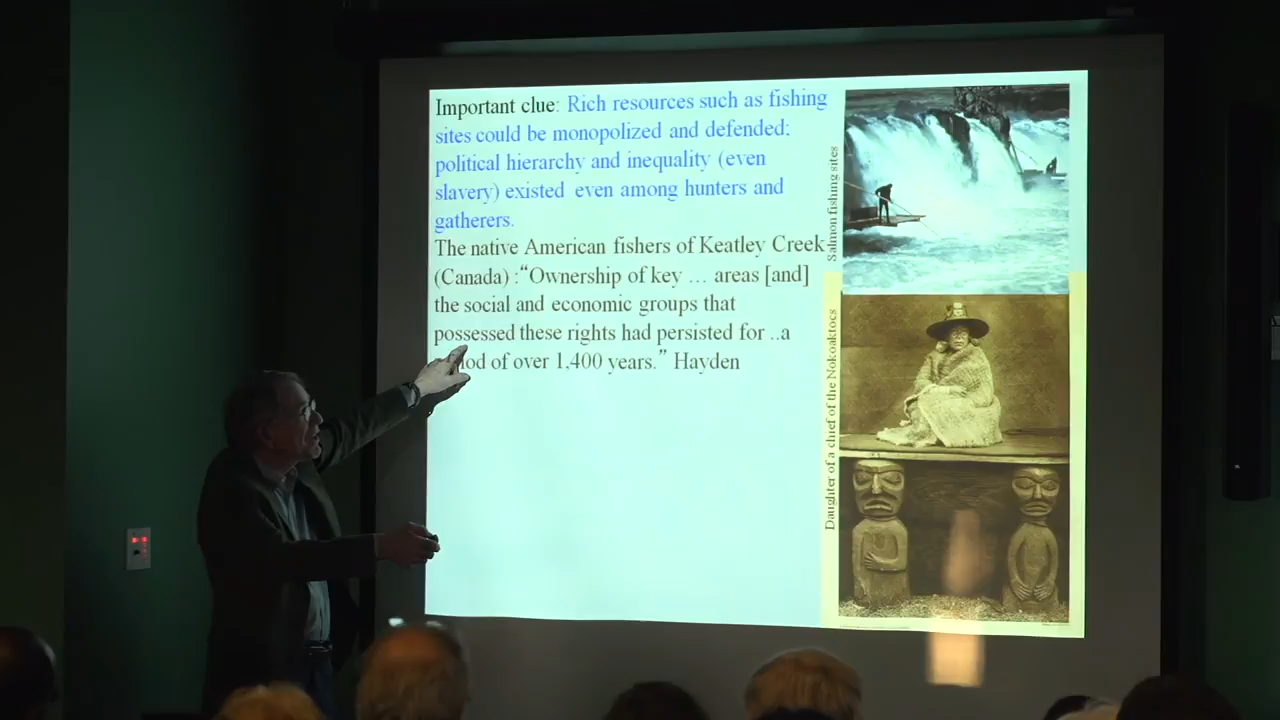 Important clue: Rich resources such as fishing
sites could be monopolized and defended;
political hierarchy and inequality (even
slavery) existed even among hunters and
gatherers.
The native American fishers of Keatley Creek
(Canada) :“Ownership of key … areas [and]
the social and economic groups that
possessed these rights had persisted for ..a
iod of over 1,400 years.” Hayden
Salmon fishing sites
Daughter of a chief of the Nokoaktocs